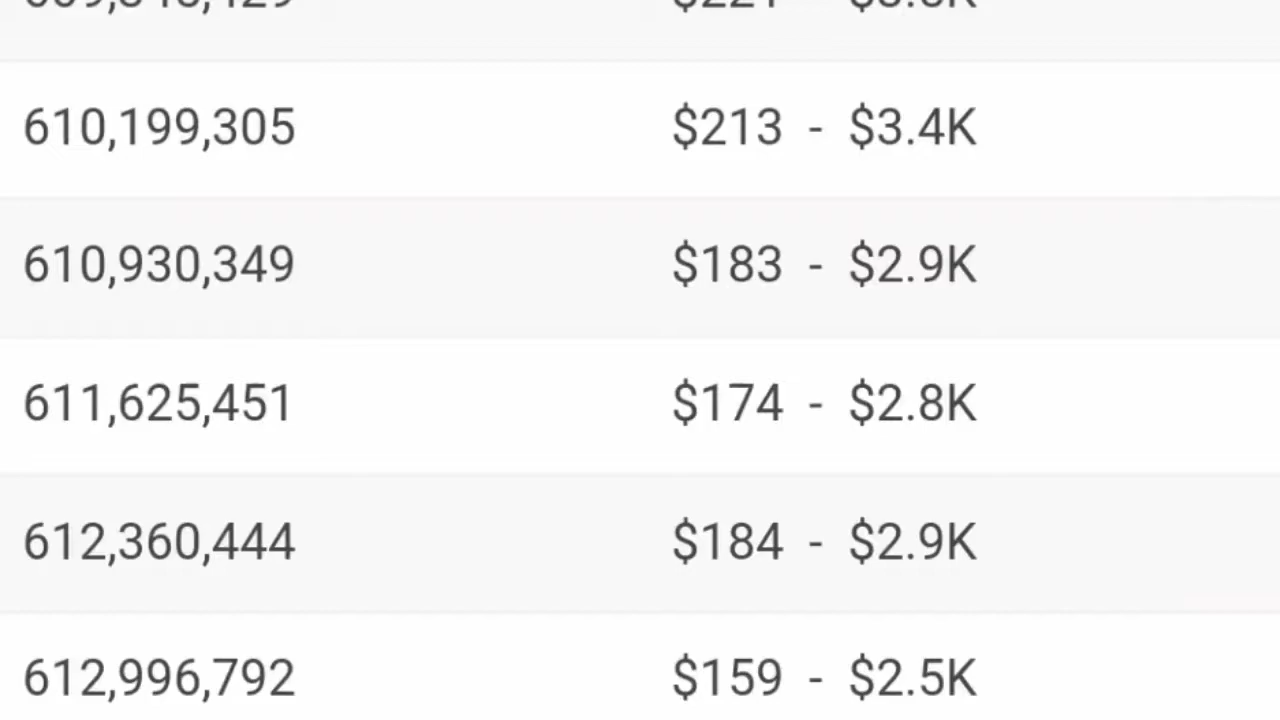 610,199,305 $213 - $3.4K
610,930,349 $183 - $2.9K
611,625,451 $174 - $2.8K
612,360,444 $184 - $2.9K
612,996,792 $159 - $2.5K